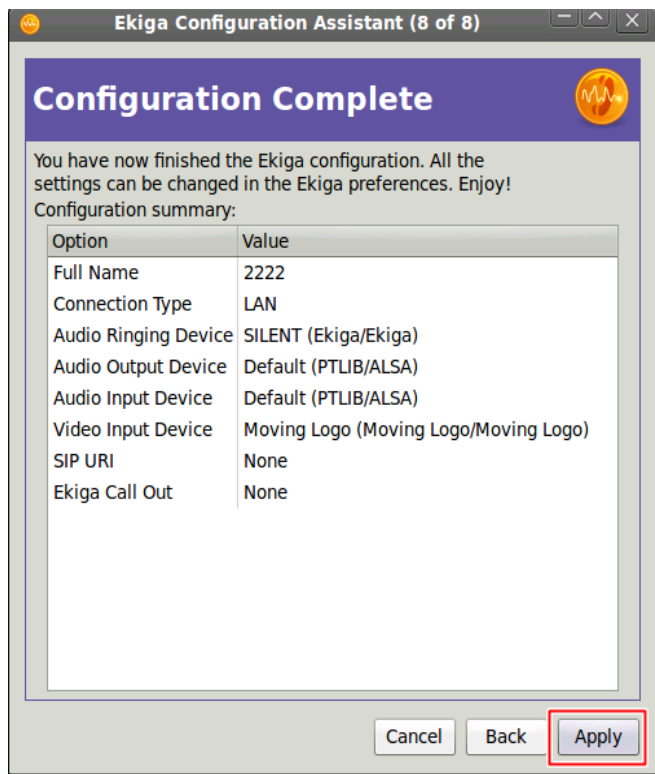 Ekiga Configuration Assistant (8 of 8)
Configuration Complete
You have now finished the Ekiga configuration. All the
settings can be changed in the Ekiga preferences. Enjoy!
Configuration summary:
Option Value
Full Name 2222
Connection Type LAN
Audio Ringing Device SILENT (Ekiga/Ekiga)
Audio Output Device Default (PTLIB/ALSA)
Audio Input Device Default (PTLIB/ALSA)
Video Input Device Moving Logo (Moving Logo/Moving Logo)
SIP URI None
Ekiga Call Out None
Cancel Back Apply